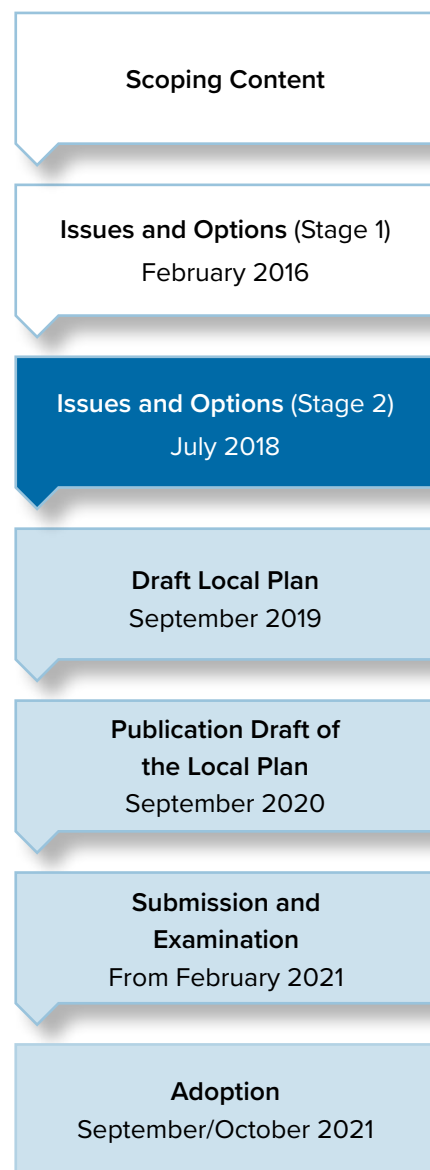 Scoping Content
Issues and Options (Stage 1)
February 2016
Issues and Options (Stage 2)
July 2018
Draft Local Plan
September 2019
Publication Draft of
the Local Plan
September 2020
Submission and
Examination
From February 2021
Adoption
September/October 2021